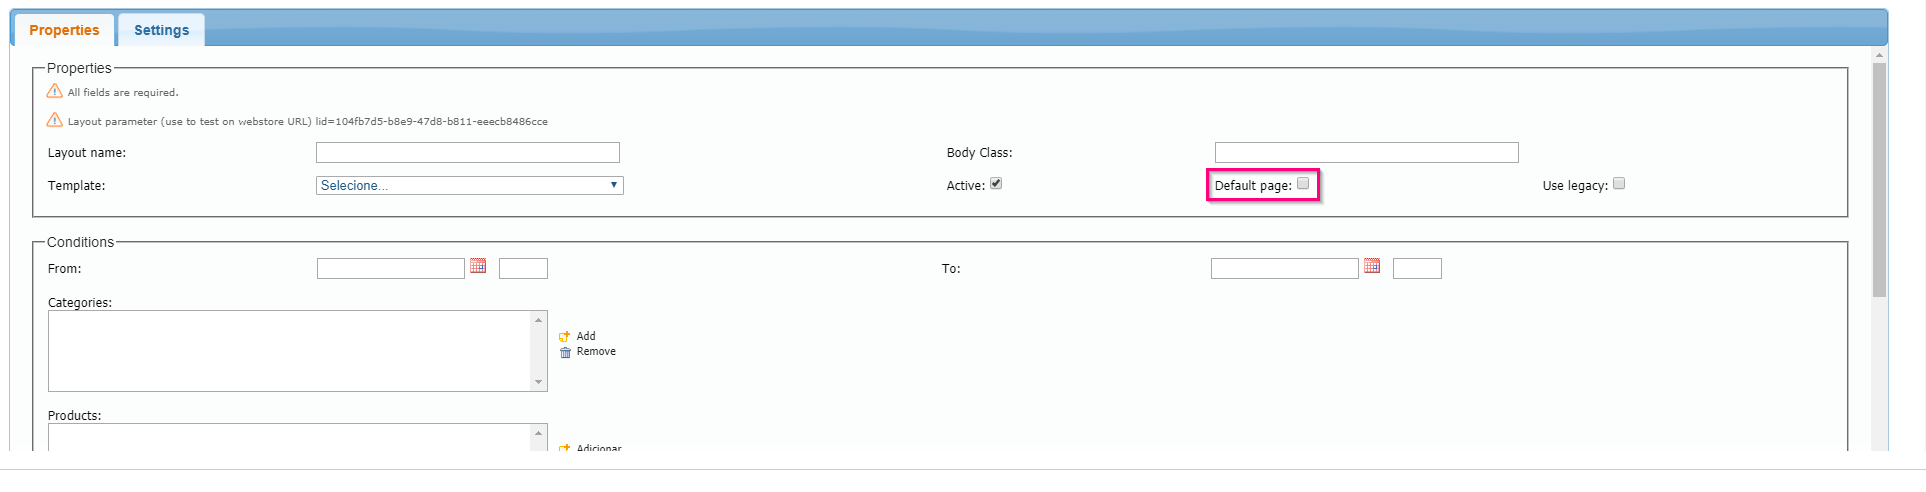 Properties Settings
Properties
All fields are required.
Layout parameter (use to test on webstore URL) lid=104fb7d5-b8e9-47d8-b811-eeecb8486cce
Layout name: Body Class:
Template: Selecione... Active: Default page: Use legacy:
Conditions
From: To:
Categories:
Add
Remove
Products:
Adicionar